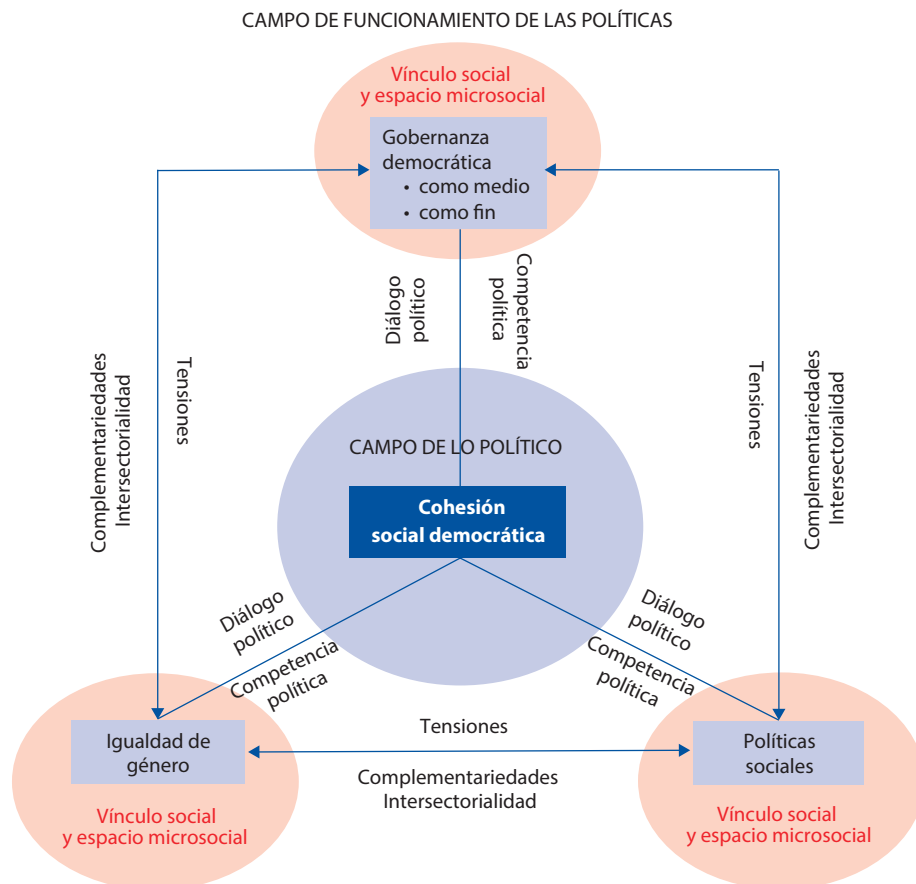 CAMPO DE FUNCIONAMIENTO DE LAS POLÍTICAS
Vínculo social
y espacio microsocial
Gobernanza
democrática
• como medio
• como fin
Diálogo
político
Competencia
política
Complementariedades
Intersectorialidad
Tensiones
Tensiones
Complementariedades
Intersectorialidad
CAMPO DE LO POLÍTICO
Cohesión
social democrática
Diálogo
político
Competencia
política
Diálogo
político
Competencia
política
Igualdad de
género
Vínculo social
y espacio microsocial
Tensiones
Complementariedades
Intersectorialidad
Políticas
sociales
Vínculo social
y espacio microsocial